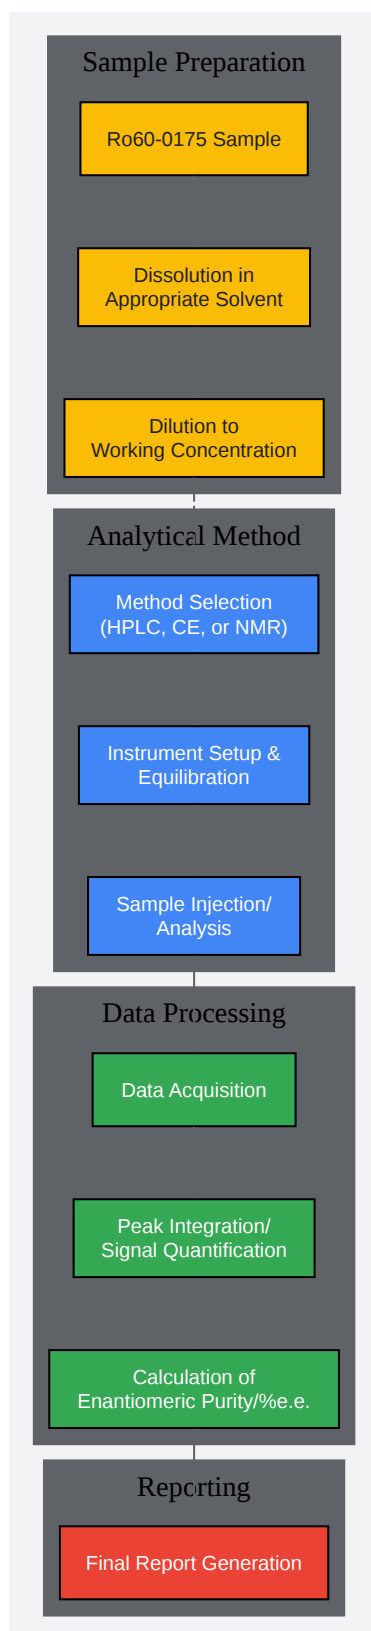 Sample Preparation
Ro60-0175 Sample
Dissolution in
Appropriate Solvent
Dilution to
Working Concentration
Analytical Method
Method Selection
(HPLC, CE, or NMR)
Instrument Setup &
Equilibration
Sample Injection/
Analysis
Data Processing
Data Acquisition
Peak Integration/
Signal Quantification
Calculation of
Enantiomeric Purity/%e.e.
Reporting
Final Report Generation